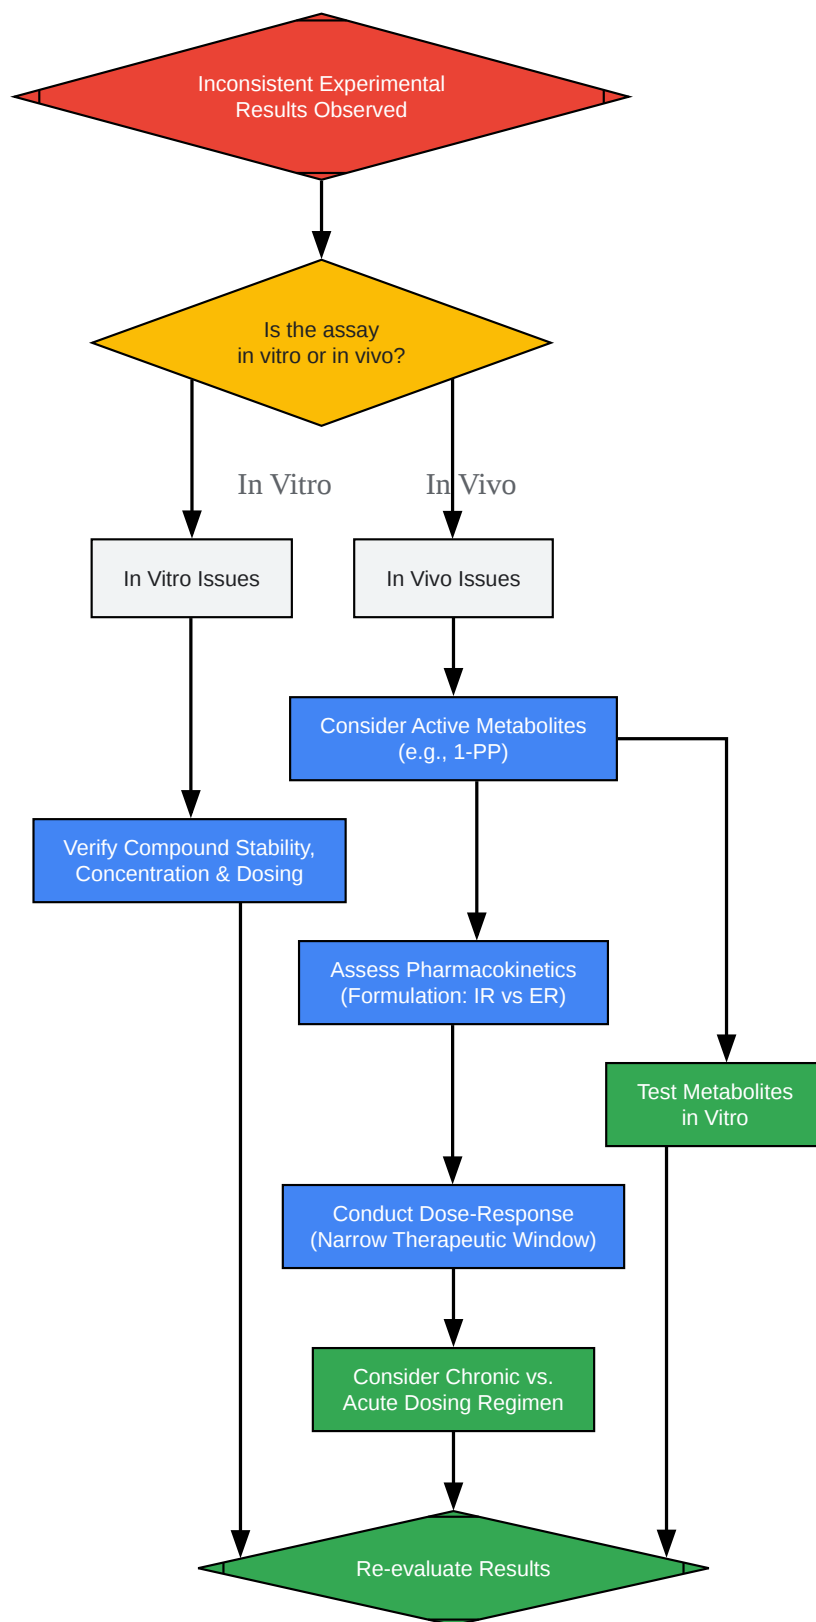 Inconsistent Experimental
Results Observed
Is the assay
in vitro or in vivo?
In Vitro
In Vivo
In Vitro Issues
In Vivo Issues
Consider Active Metabolites
(e.g., 1-PP)
Verify Compound Stability,
Concentration & Dosing
Assess Pharmacokinetics
(Formulation: IR vs ER)
Test Metabolites
in Vitro
Conduct Dose-Response
(Narrow Therapeutic Window)
Consider Chronic vs.
Acute Dosing Regimen
Re-evaluate Results